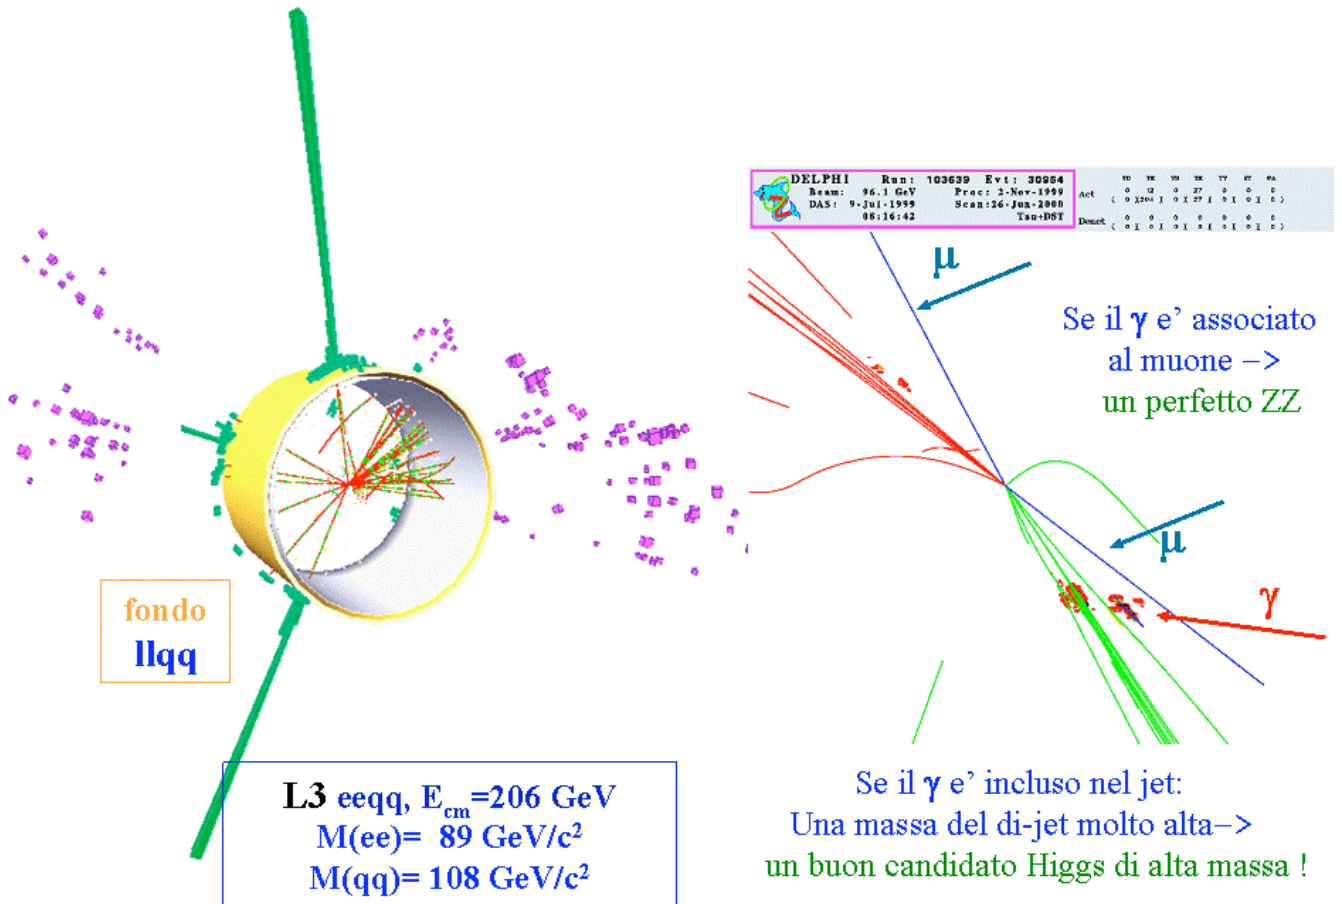 DELPHI Run: 103639 Evt: 30954
Beam: 96.1 GeV Proc: 2-Nov-1999
DAS: 9-Jul-1999 Scan: 26-Jun-2000
08:16:42 Tan+DST
Act
Deact
μ
Se il γ e' associato
al muone –>
un perfetto ZZ
μ
γ
fondo
llqq
L3 eeqq, Ecm=206 GeV
M(ee)= 89 GeV/c²
M(qq)= 108 GeV/c²
Se il γ e' incluso nel jet:
Una massa del di-jet molto alta–>
un buon candidato Higgs di alta massa !